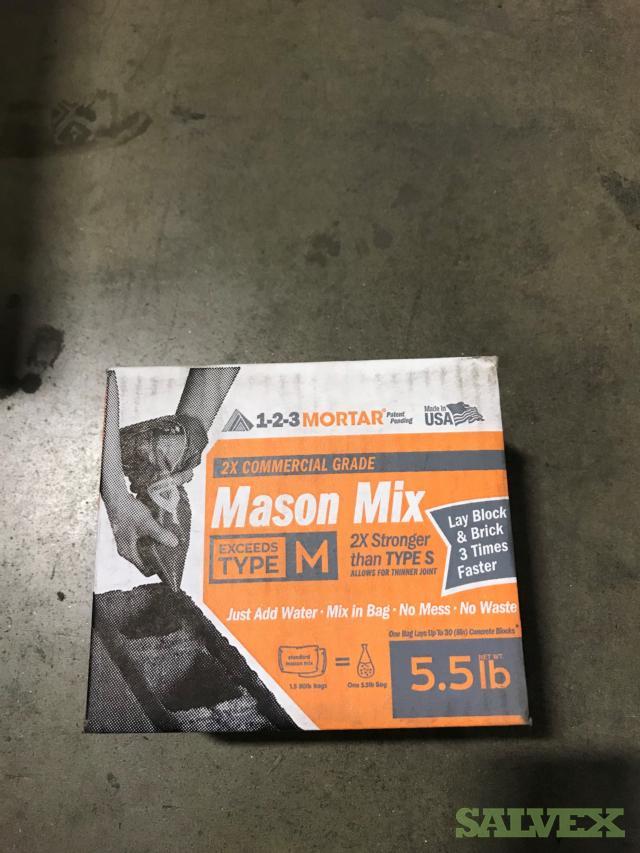 1-2-3 MORTAR® Patent Pending
Made in USA
2X COMMERCIAL GRADE
Mason Mix
EXCEEDS TYPE M
2X Stronger
than TYPE S
ALLOWS FOR THINNER JOINT
Lay Block
& Brick
3 Times
Faster
Just Add Water · Mix in Bag · No Mess · No Waste
One Bag Lays Up To 30 (8in) Concrete Blocks*
standard
mason mix
=
1.5 80lb Bags
One 5.5lb Bag
NET WT.
5.5lb
SALVEX